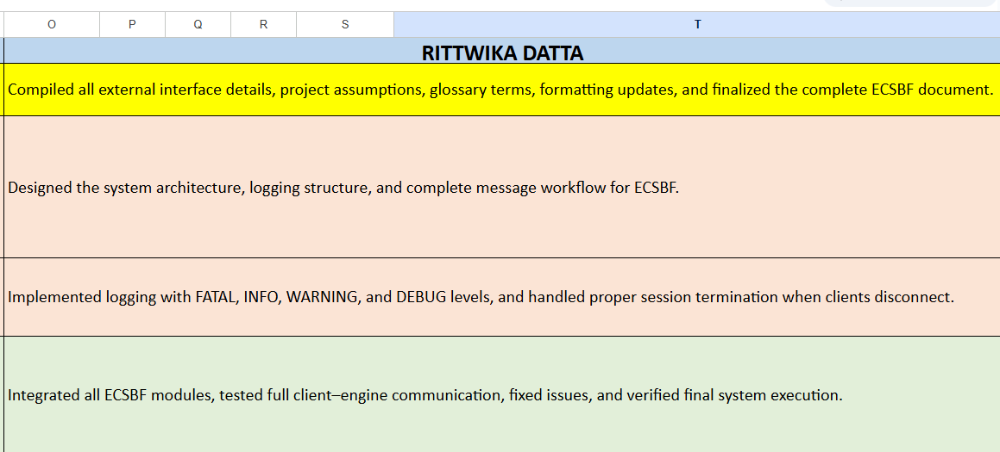 O P Q R S T
RITTWIKA DATTA
Compiled all external interface details, project assumptions, glossary terms, formatting updates, and finalized the complete ECSBF document.
Designed the system architecture, logging structure, and complete message workflow for ECSBF.
Implemented logging with FATAL, INFO, WARNING, and DEBUG levels, and handled proper session termination when clients disconnect.
Integrated all ECSBF modules, tested full client–engine communication, fixed issues, and verified final system execution.